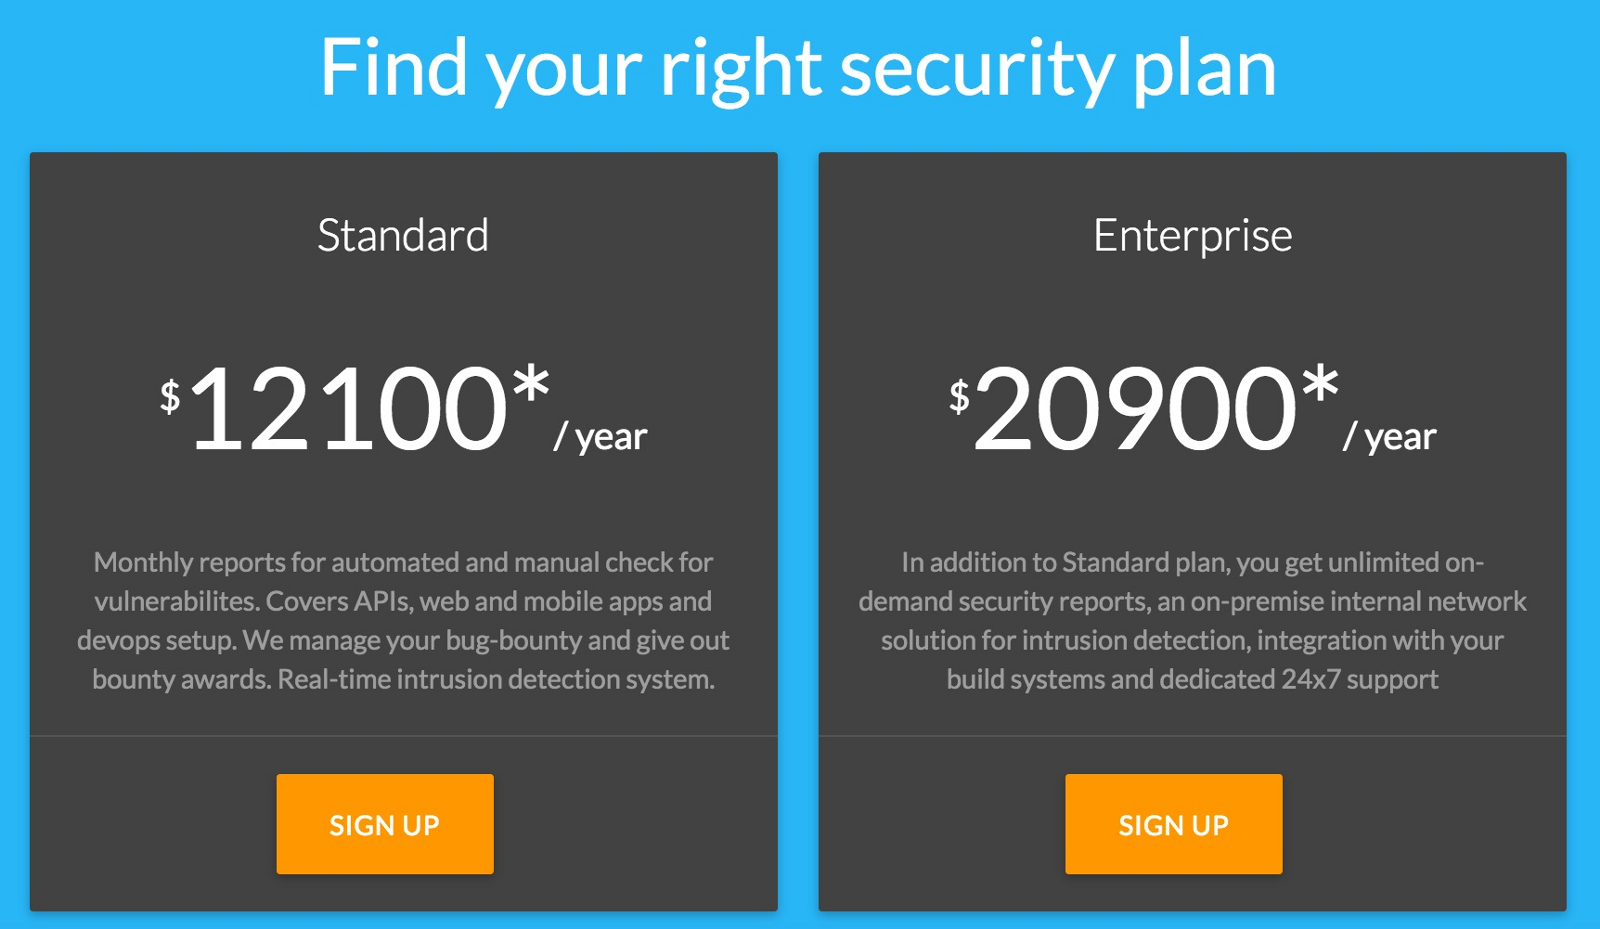 Find your right security plan
Standard
$12100* / year
Monthly reports for automated and manual check for
vulnerabilites. Covers APIs, web and mobile apps and
devops setup. We manage your bug-bounty and give out
bounty awards. Real-time intrusion detection system.
SIGN UP
Enterprise
$20900* / year
In addition to Standard plan, you get unlimited on-
demand security reports, an on-premise internal network
solution for intrusion detection, integration with your
build systems and dedicated 24x7 support
SIGN UP